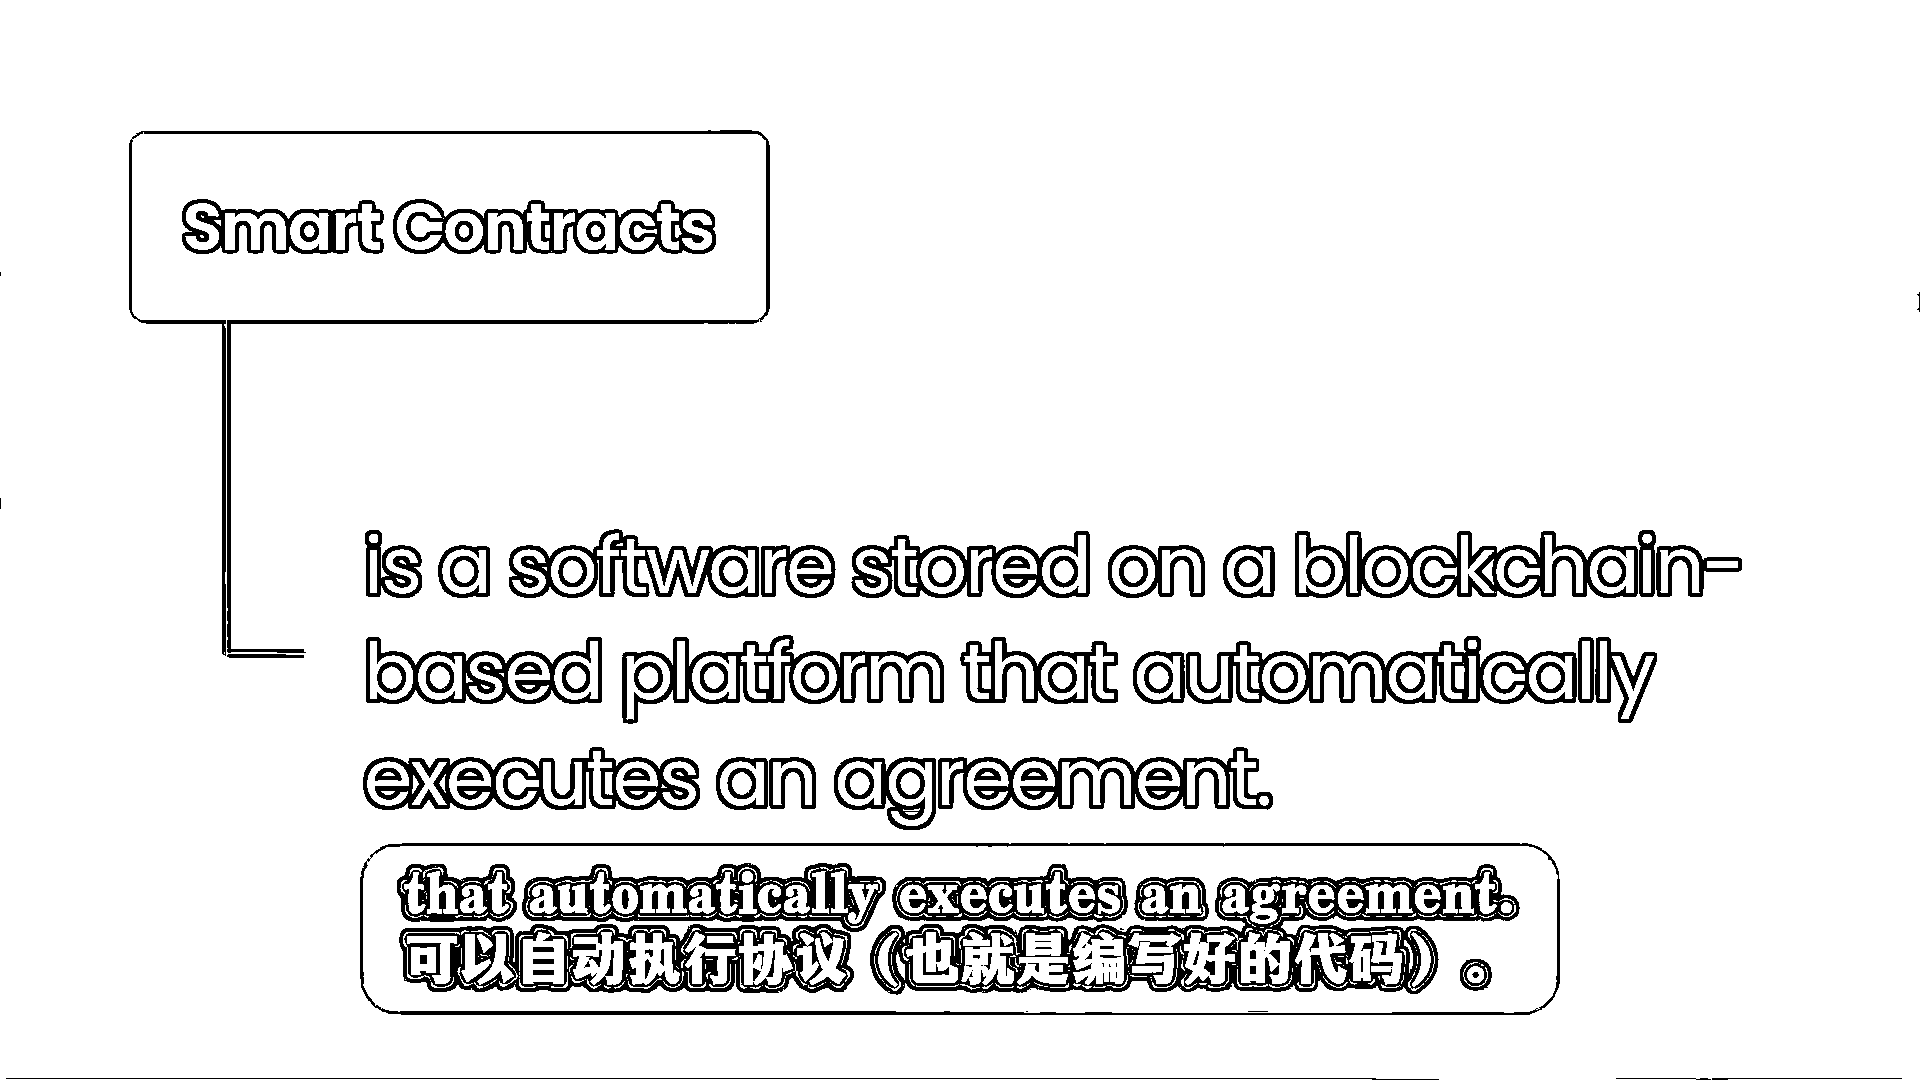 Smart Contracts
is a software stored on a blockchain-
based platform that automatically
executes an agreement.
that automatically executes an agreement.
可以自动执行协议（也就是编写好的代码）。